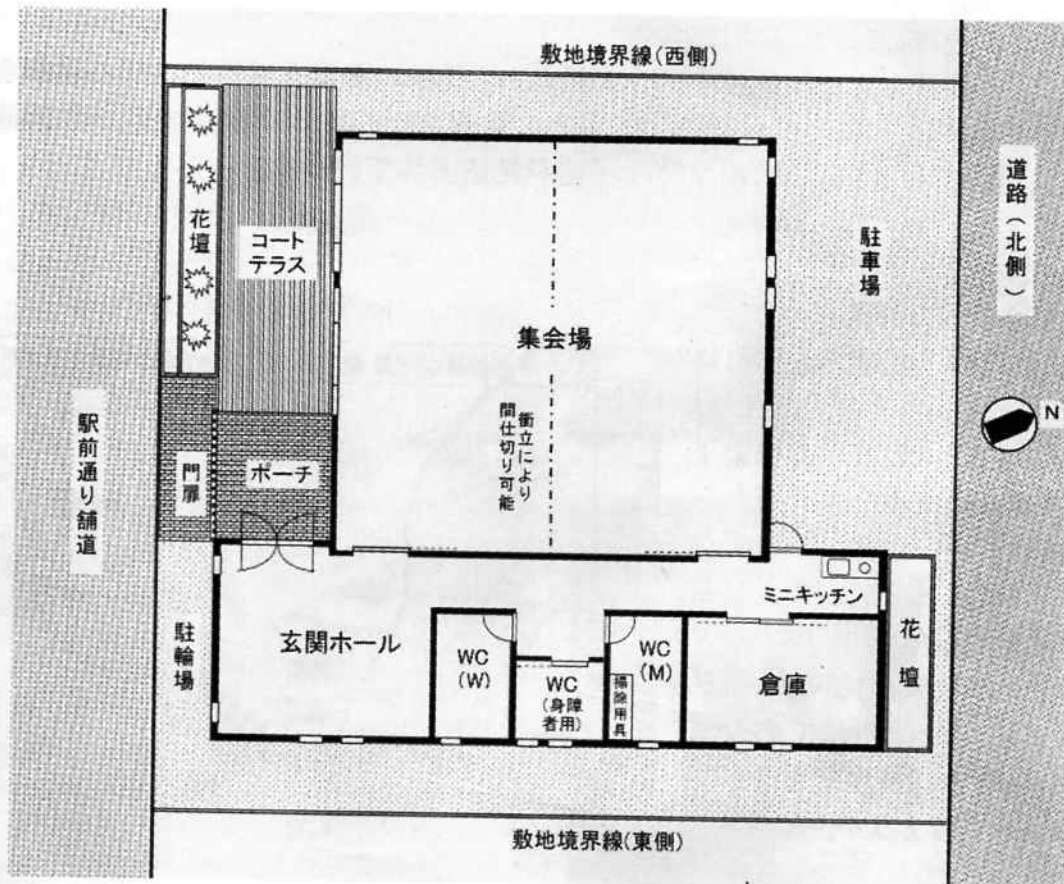 敷地境界線(西側)
花壇
コート
テラス
集会場
衝立により
間仕切り可能
駐車場
道路(北側)
N
駅前通り舗道
門扉
ポーチ
駐輪場
玄関ホール
WC
(W)
WC
(身障
者用)
WC
(M)
掃除用具
ミニキッチン
倉庫
花壇
敷地境界線(東側)